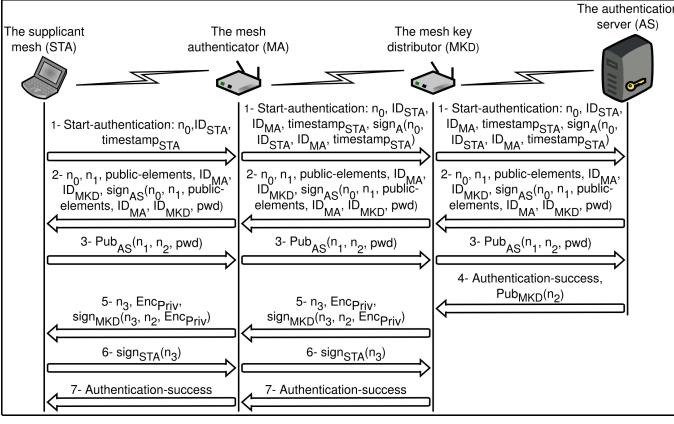 The supplicant
mesh (STA)
The mesh
authenticator (MA)
The mesh key
distributor (MKD)
The authentication
server (AS)
1- Start-authentication: n0,IDSTA,
timestampSTA
1- Start-authentication: n0, IDSTA,
IDMA, timestampSTA, signA(n0,
IDSTA, IDMA, timestampSTA)
1- Start-authentication: n0, IDSTA,
IDMA, timestampSTA, signA(n0,
IDSTA, IDMA, timestampSTA)
2- n0, n1, public-elements, IDMA,
IDMKD, signAS(n0, n1, public-
elements, IDMA, IDMKD, pwd)
2- n0, n1, public-elements, IDMA,
IDMKD, signAS(n0, n1, public-
elements, IDMA, IDMKD, pwd)
2- n0, n1, public-elements, IDMA,
IDMKD, signAS(n0, n1, public-
elements, IDMA, IDMKD, pwd)
3- PubAS(n1, n2, pwd)
3- PubAS(n1, n2, pwd)
3- PubAS(n1, n2, pwd)
4- Authentication-success,
PubMKD(n2)
5- n3, EncPriv,
signMKD(n3, n2, EncPriv)
5- n3, EncPriv,
signMKD(n3, n2, EncPriv)
6- signSTA(n3)
6- signSTA(n3)
7- Authentication-success
7- Authentication-success